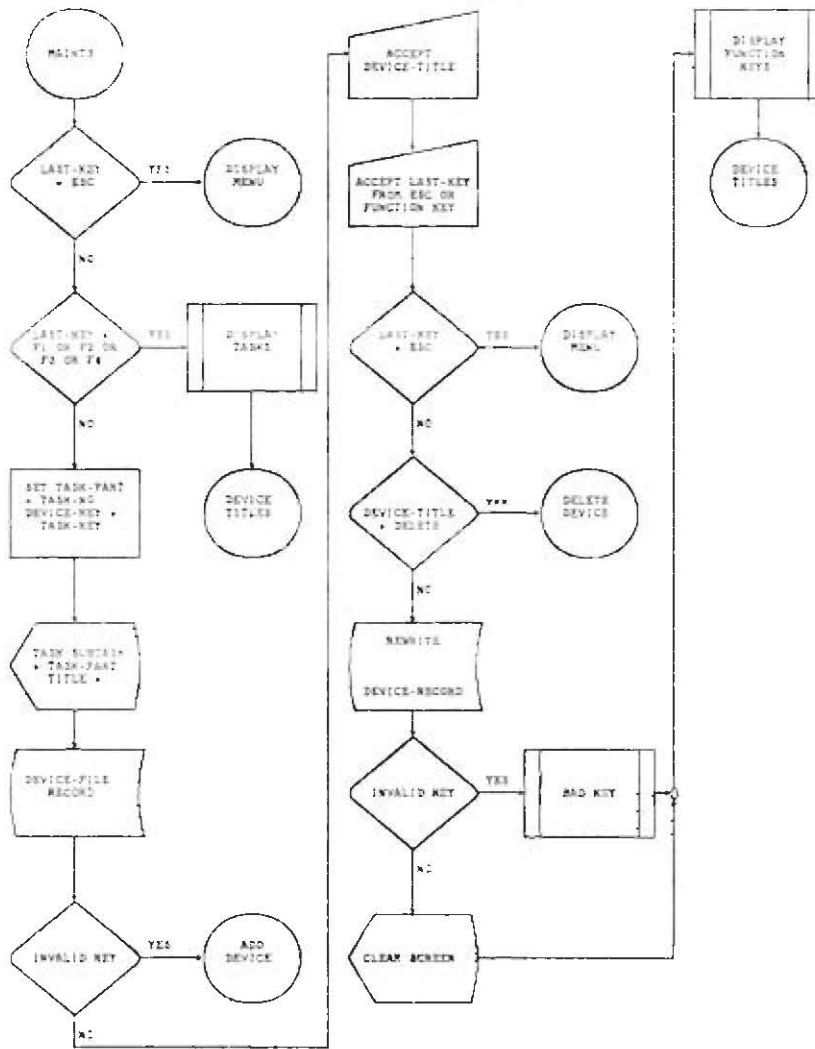 MAINT3
LAST-KEY
= ESC
YES
DISPLAY
MENU
NO
LAST-KEY =
F1 OR F2 OR
F3 OR F4
YES
DISPLAY
TASKS
NO
SET TASK-PART
= TASK-NO
DEVICE-KEY =
TASK-KEY
DEVICE
TITLES
TASK
TASK-PART
TITLE
DEVICE-FILE
RECORD
INVALID KEY
YES
ADD
DEVICE
NO
ACCEPT
DEVICE-TITLE
ACCEPT LAST-KEY
FROM ESC OR
FUNCTION KEY
LAST-KEY
= ESC
YES
DISPLAY
MENU
NO
DEVICE-TITLE
= DELETE
YES
DELETE
DEVICE
NO
REWRITE
DEVICE-RECORD
INVALID KEY
YES
BAD KEY
NO
CLEAR SCREEN
DISPLAY
FUNCTION
KEYS
DEVICE
TITLES